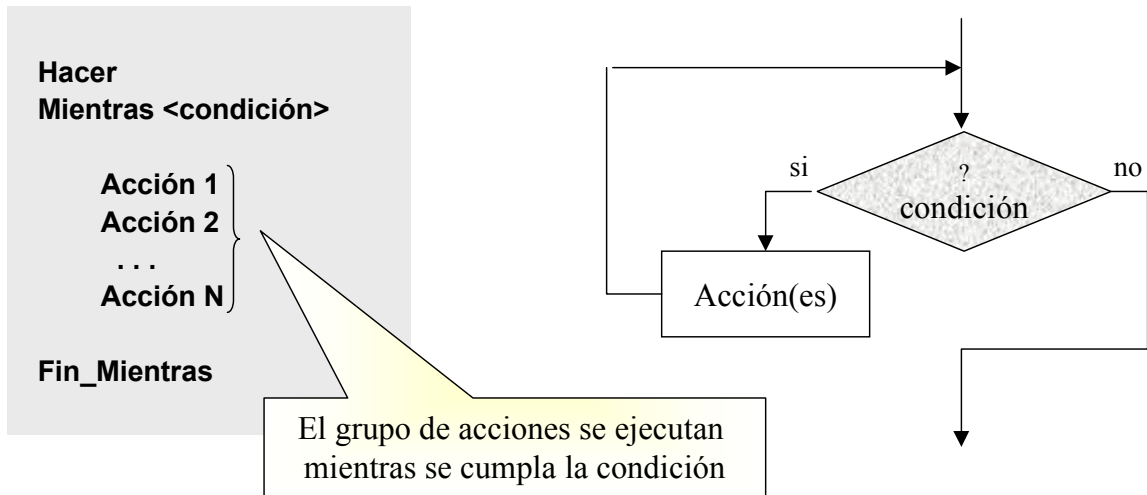 Hacer
Mientras <condición>
Acción 1
Acción 2
. . .
Acción N
Fin_Mientras
El grupo de acciones se ejecutan
mientras se cumpla la condición
si
?
no
condición
Acción(es)